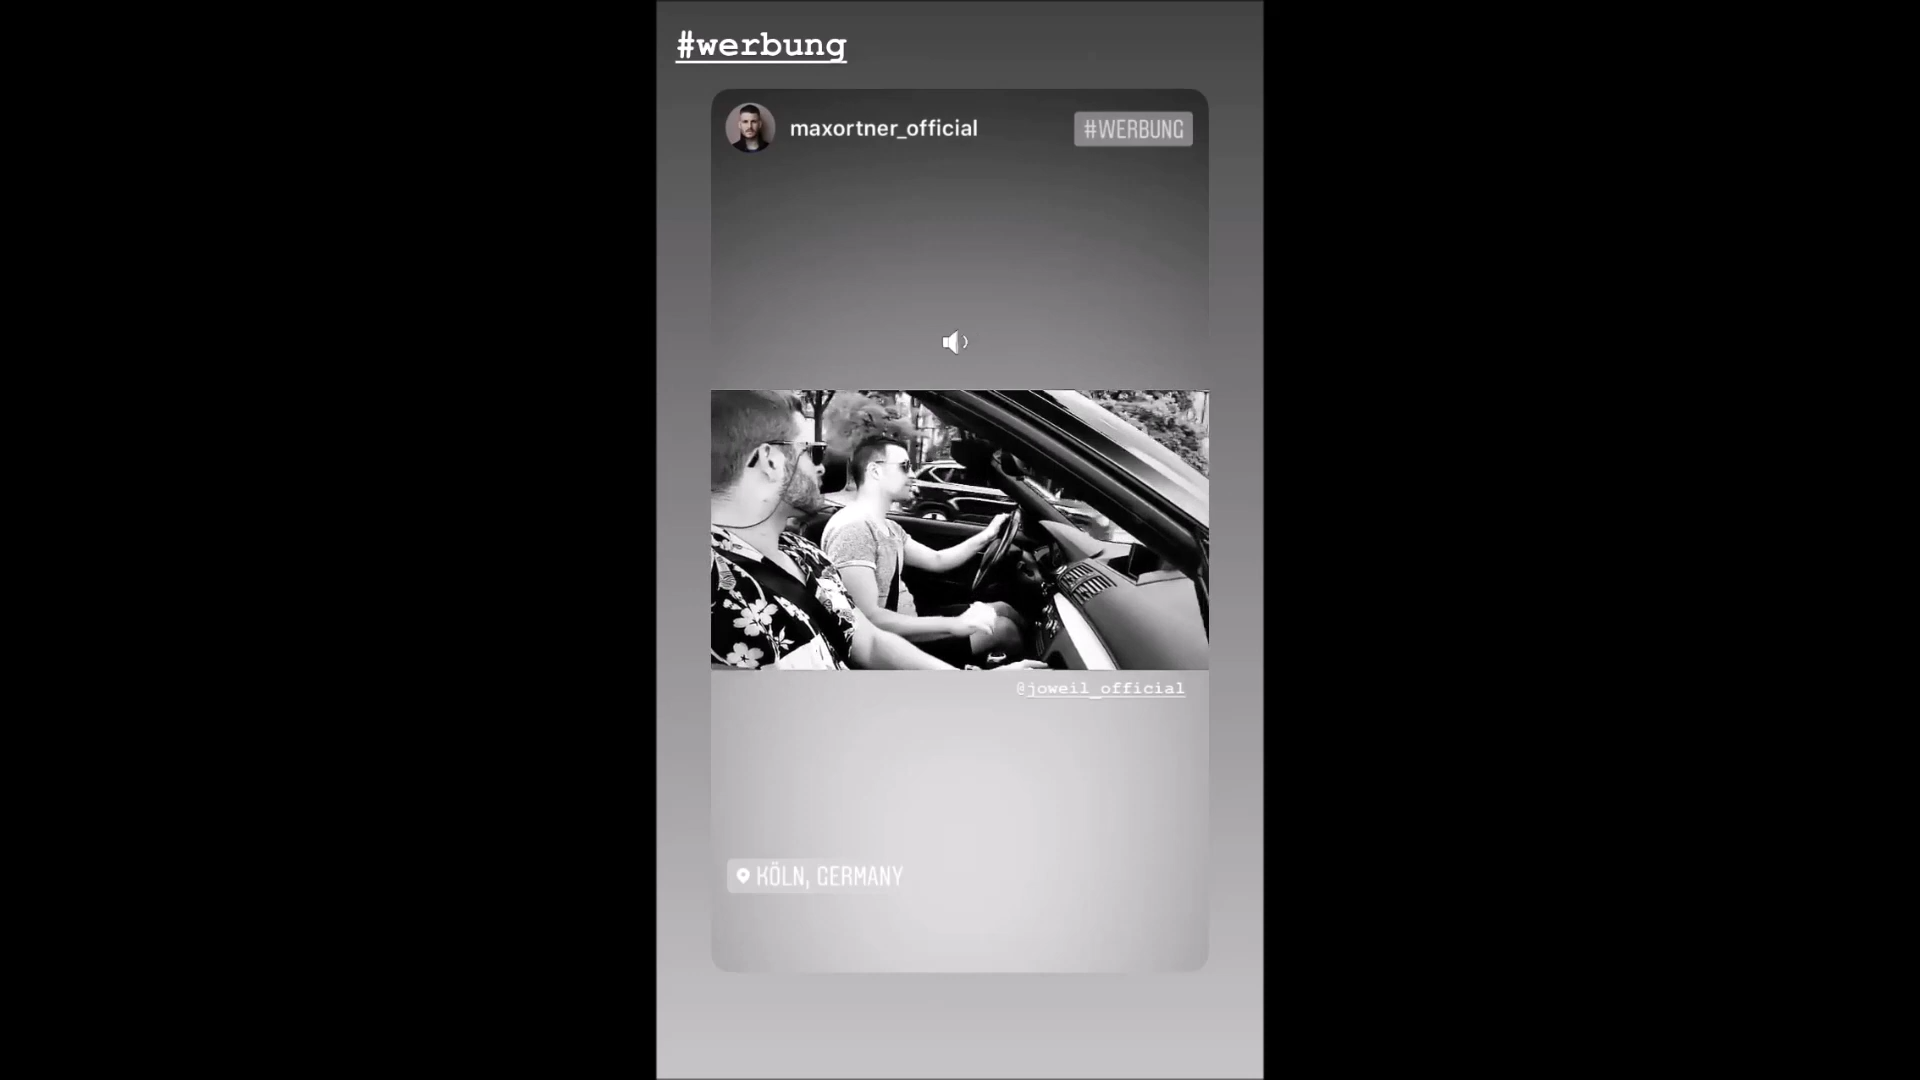 #werbung
maxortner_official
#WERBUNG
@joweil_official
KÖLN, GERMANY